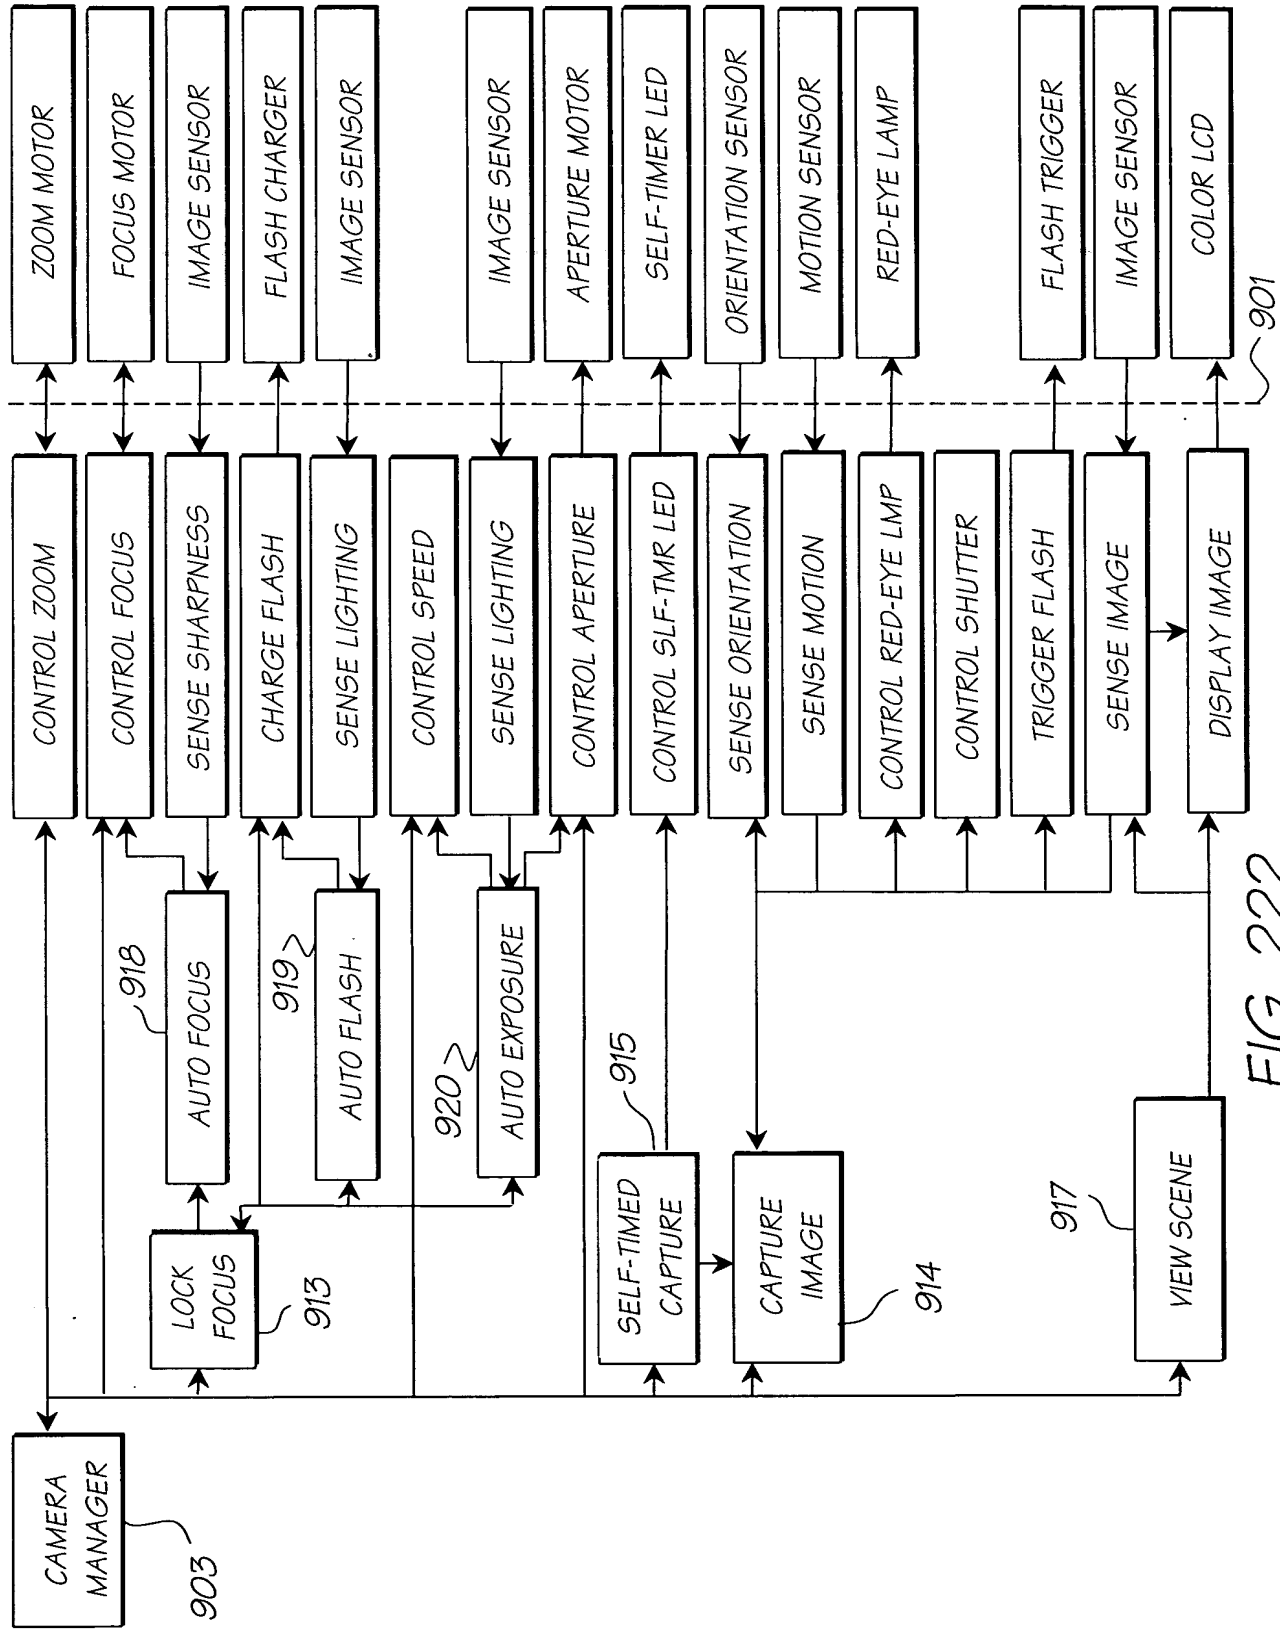 CAMERA
MANAGER
903
LOCK
FOCUS
913
AUTO FOCUS
918
AUTO FLASH
919
AUTO EXPOSURE
920
SELF-TIMED
CAPTURE
915
CAPTURE
IMAGE
914
VIEW SCENE
917
CONTROL ZOOM
CONTROL FOCUS
SENSE SHARPNESS
CHARGE FLASH
SENSE LIGHTING
CONTROL SPEED
SENSE LIGHTING
CONTROL APERTURE
CONTROL SLF-TMR LED
SENSE ORIENTATION
SENSE MOTION
CONTROL RED-EYE LMP
CONTROL SHUTTER
TRIGGER FLASH
SENSE IMAGE
DISPLAY IMAGE
ZOOM MOTOR
FOCUS MOTOR
IMAGE SENSOR
FLASH CHARGER
IMAGE SENSOR
IMAGE SENSOR
APERTURE MOTOR
SELF-TIMER LED
ORIENTATION SENSOR
MOTION SENSOR
RED-EYE LAMP
FLASH TRIGGER
IMAGE SENSOR
COLOR LCD
901
FIG. 222